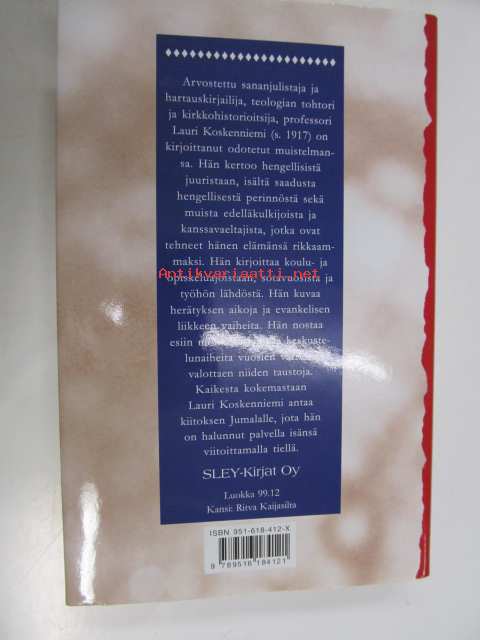 Arvostettu sananjulistaja ja
hartauskirjailija, teologian tohtori
ja kirkkohistorioitsija, professori
Lauri Koskenniemi (s. 1917) on
kirjoittanut odotetut muistelman-
sa. Hän kertoo hengellisistä
juuristaan, isältä saadusta
hengellisestä perinnöstä sekä
muista edelläkulkijoista ja
kanssavaeltajista, jotka ovat
tehneet hänen elämänsä rikkaam-
maksi. Hän kirjoittaa koulu- ja
opiskeluajoistaan, sotavuosista ja
Antikvariaatti.net
työhön lähdöstä. Hän kuvaa
herätyksen aikoja ja evankelisen
liikkeen vaiheita. Hän nostaa
esiin keskuste-
lunaiheita vuosien
valottaen niiden taustoja.
Kaikesta kokemastaan
Lauri Koskenniemi antaa
kiitoksen Jumalalle, jota hän
on halunnut palvella isänsä
viitoittamalla tiellä.
SLEY-Kirjat Oy
Luokka 99.12
Kansi: Ritva Kaijasilta
ISBN 951-618-412-X
9 789516 184121